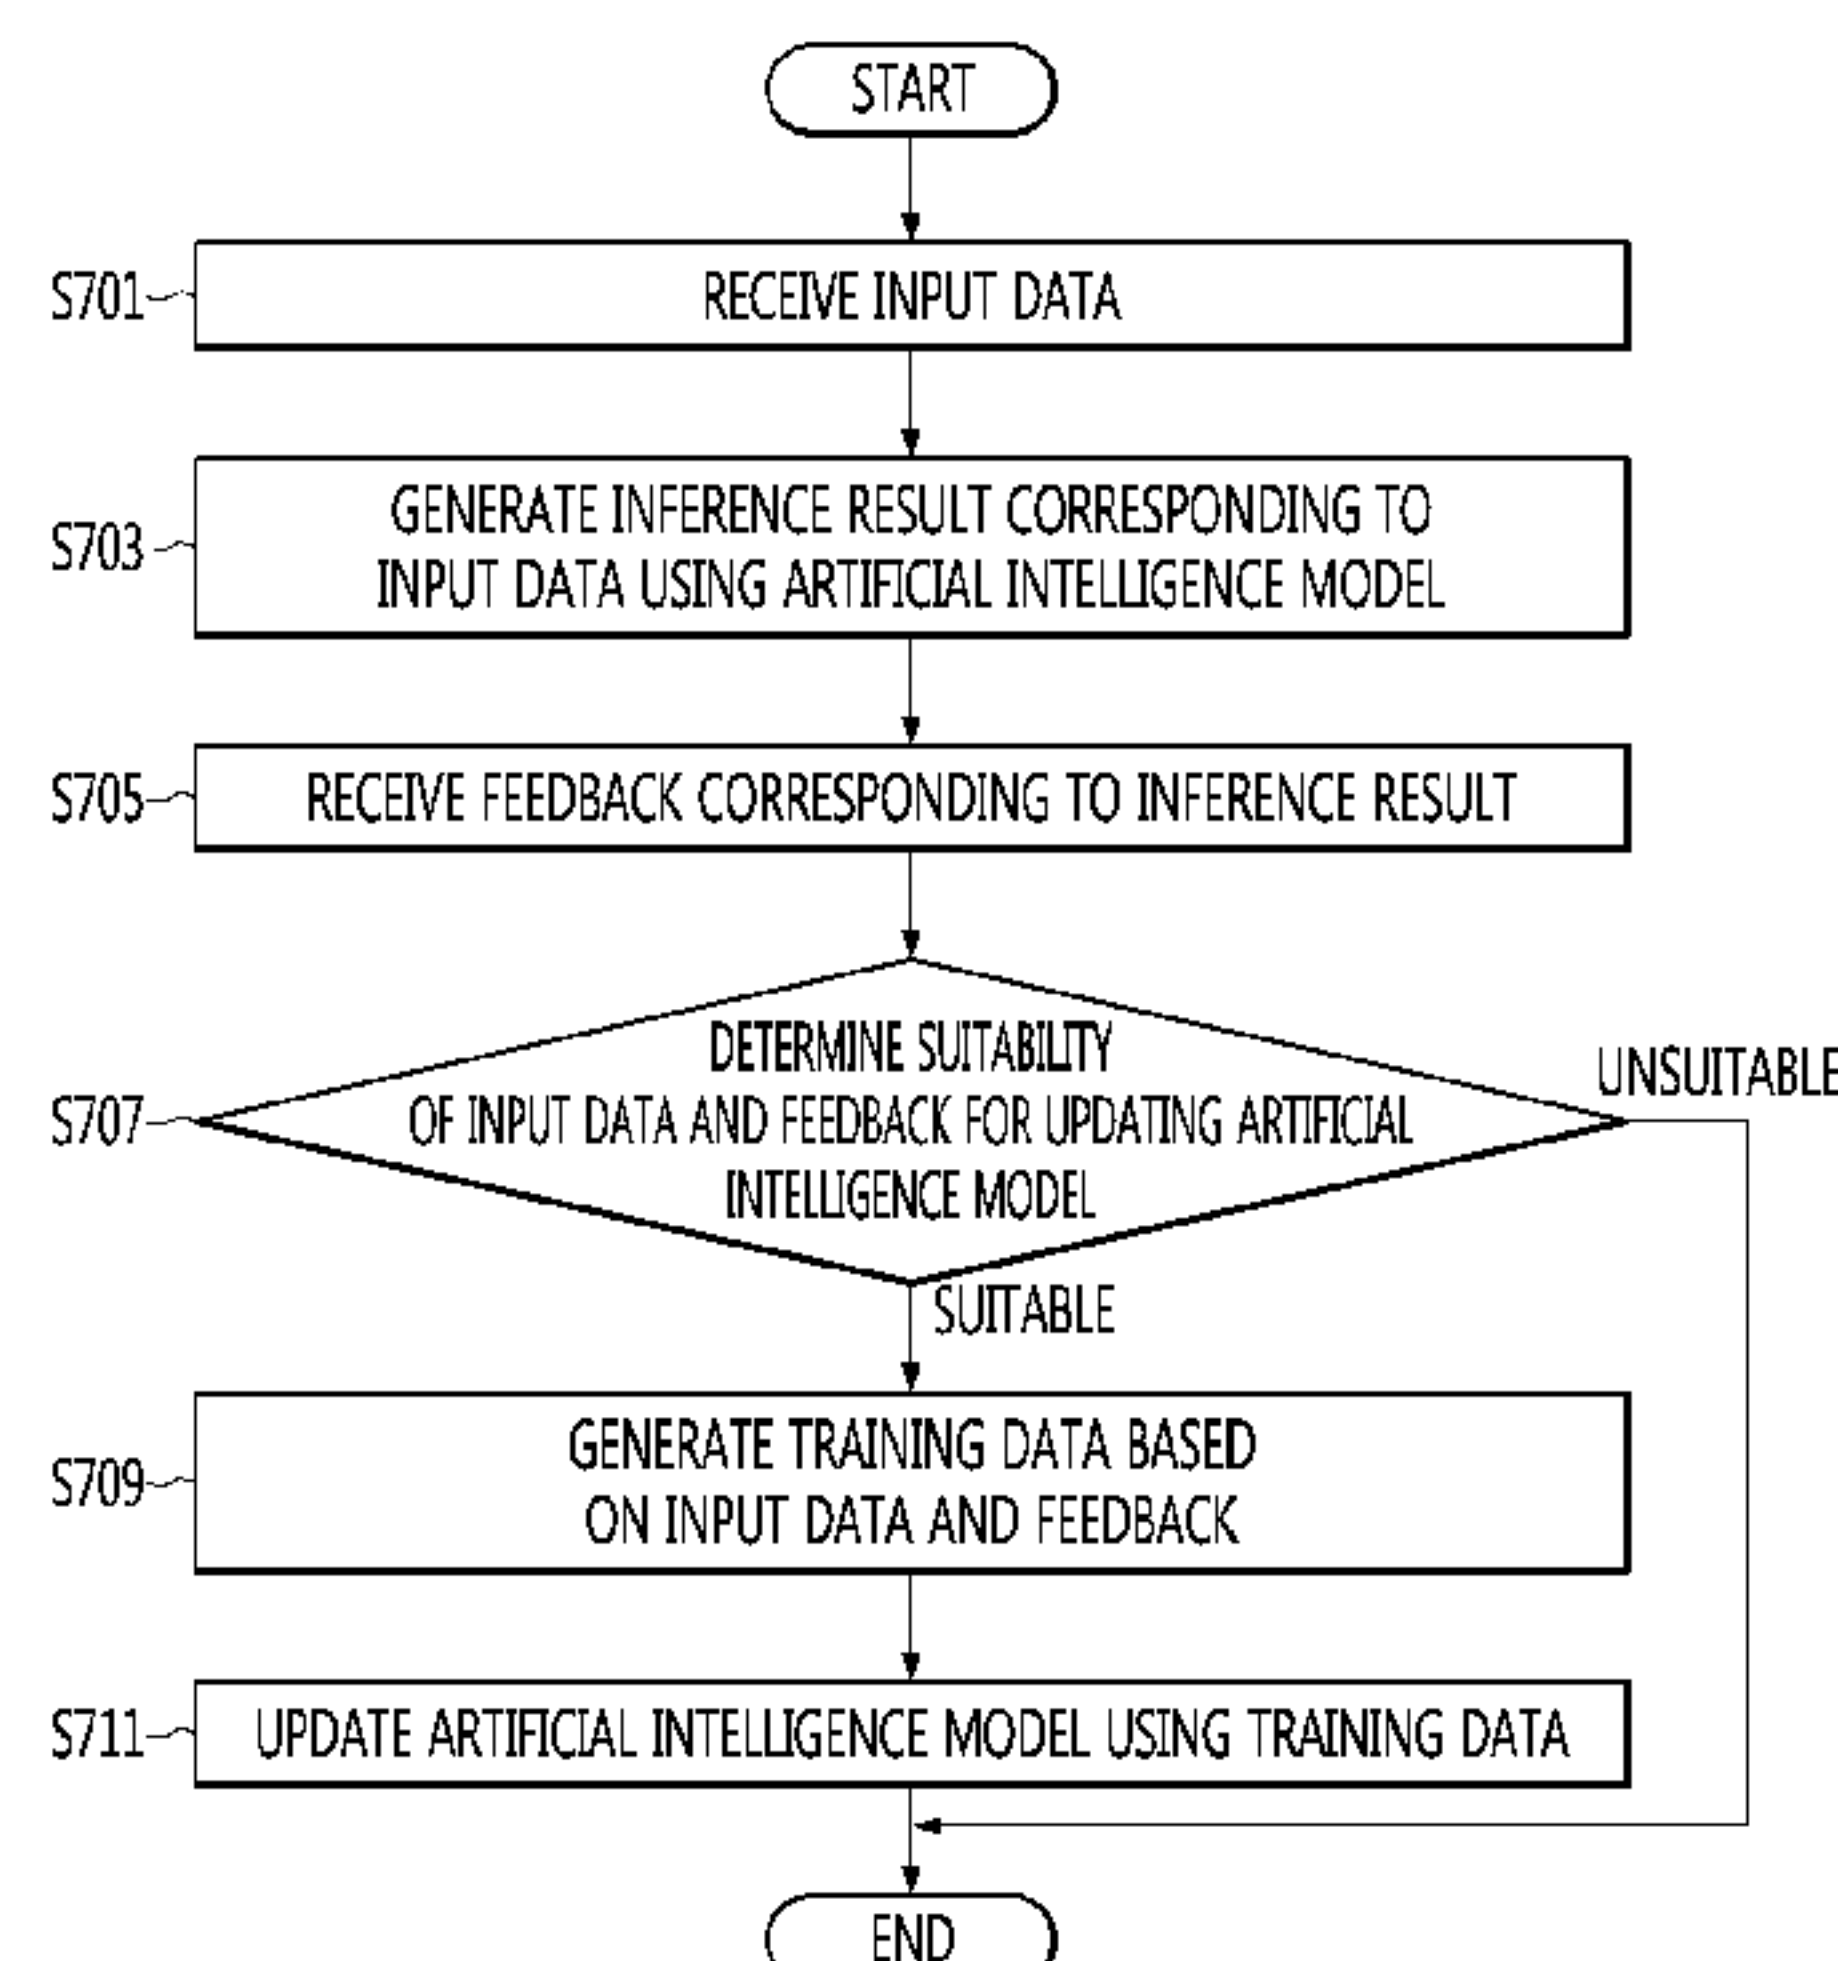 START
S701
RECEIVE INPUT DATA
S703
GENERATE INFERENCE RESULT CORRESPONDING TO
INPUT DATA USING ARTIFICIAL INTELLIGENCE MODEL
S705
RECEIVE FEEDBACK CORRESPONDING TO INFERENCE RESULT
S707
DETERMINE SUITABILITY
OF INPUT DATA AND FEEDBACK FOR UPDATING ARTIFICIAL
INTELLIGENCE MODEL
UNSUITABLE
SUITABLE
S709
GENERATE TRAINING DATA BASED
ON INPUT DATA AND FEEDBACK
S711
UPDATE ARTIFICIAL INTELLIGENCE MODEL USING TRAINING DATA
END